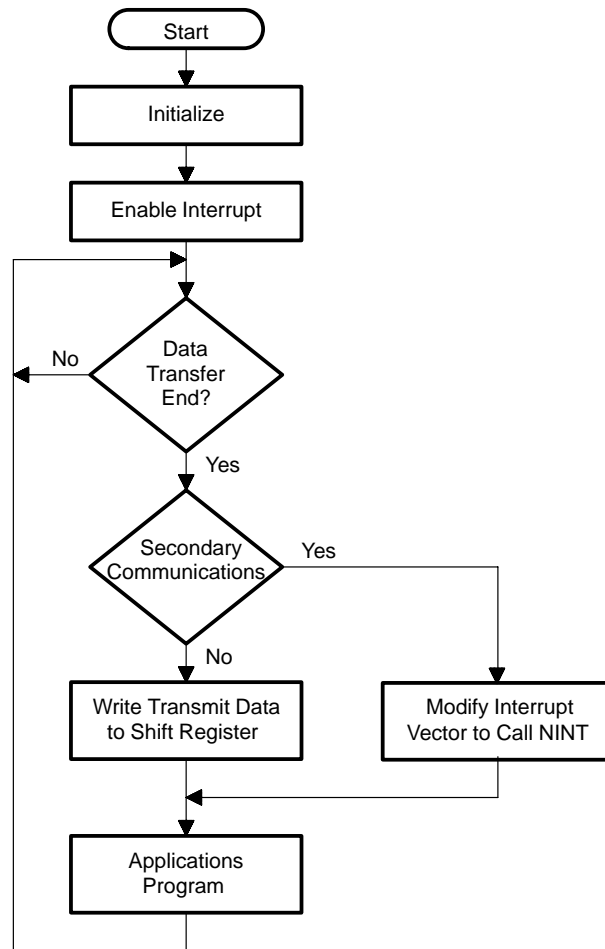 Start
Initialize
Enable Interrupt
No
Data
Transfer
End?
Yes
Secondary
Communications
Yes
No
Write Transmit Data
to Shift Register
Modify Interrupt
Vector to Call NINT
Applications
Program